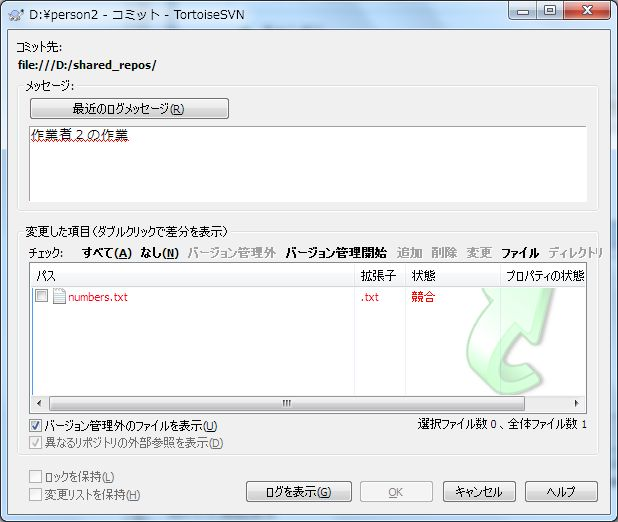 D:¥person2 - コミット - TortoiseSVN
コミット先:
file:///D:/shared_repos/
メッセージ:
最近のログメッセージ(R)
作業者２の作業
変更した項目(ダブルクリックで差分を表示)
チェック: すべて(A) なし(N) バージョン管理外 バージョン管理開始 追加 削除 変更 ファイル ディレクトリ
パス 拡張子 状態 プロパティの状態
numbers.txt .txt 競合
バージョン管理外のファイルを表示(U) 選択ファイル数 0 、全体ファイル数 1
異なるリポジトリの外部参照を表示(D)
ロックを保持(L)
変更リストを保持(H) ログを表示(G) OK キャンセル ヘルプ